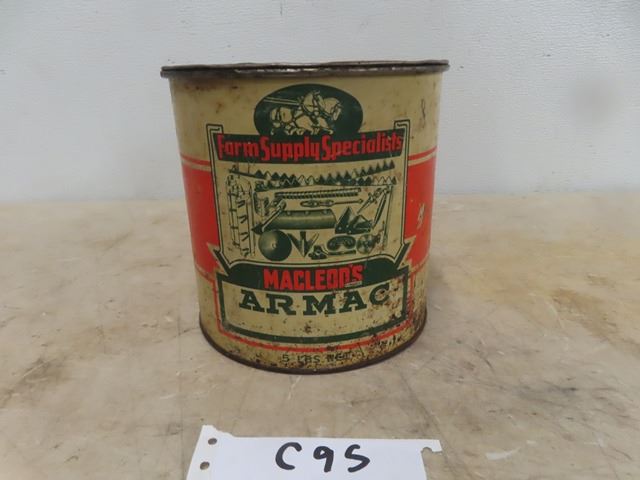 Farm Supply Specialists
MACLEOD'S
ARMAC
5 LBS NET
C95